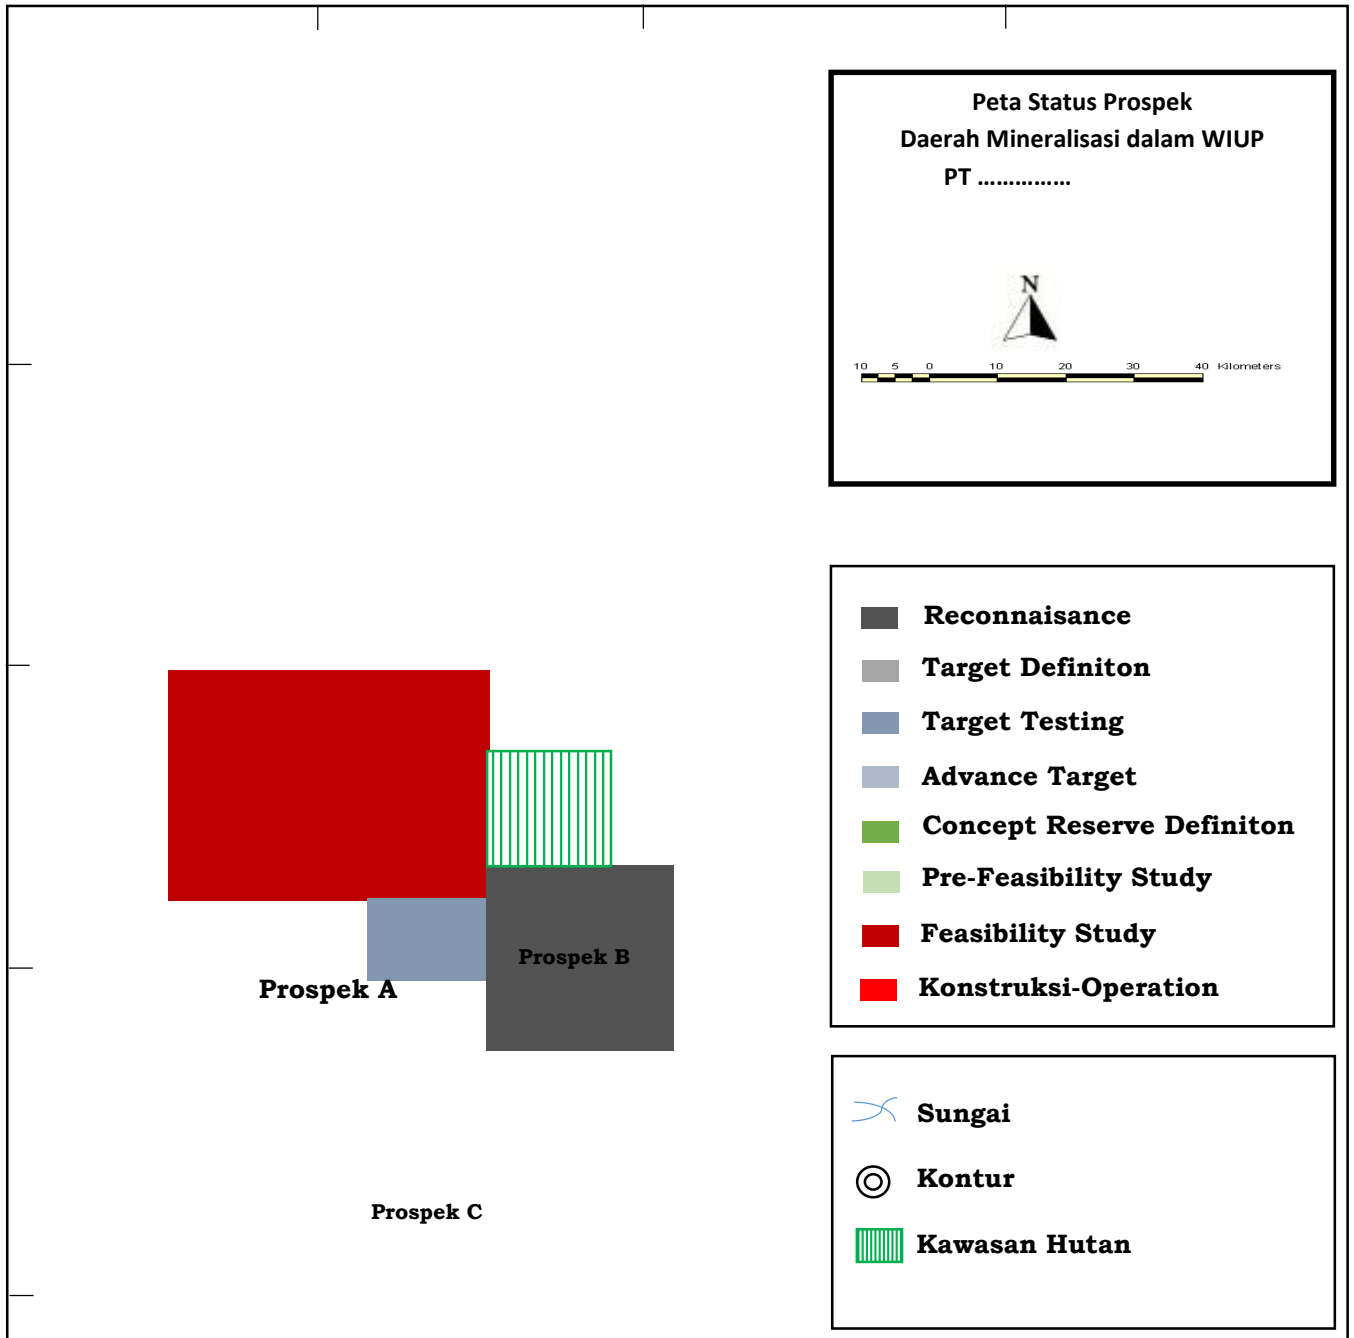 Peta Status Prospek
Daerah Mineralisasi dalam WIUP
PT ……………
N
10 5 0 10 20 30 40 Kilometers
Reconnaisance
Target Definiton
Target Testing
Advance Target
Concept Reserve Definiton
Pre-Feasibility Study
Feasibility Study
Konstruksi-Operation
Prospek B
Prospek A
Prospek C
Sungai
Kontur
Kawasan Hutan